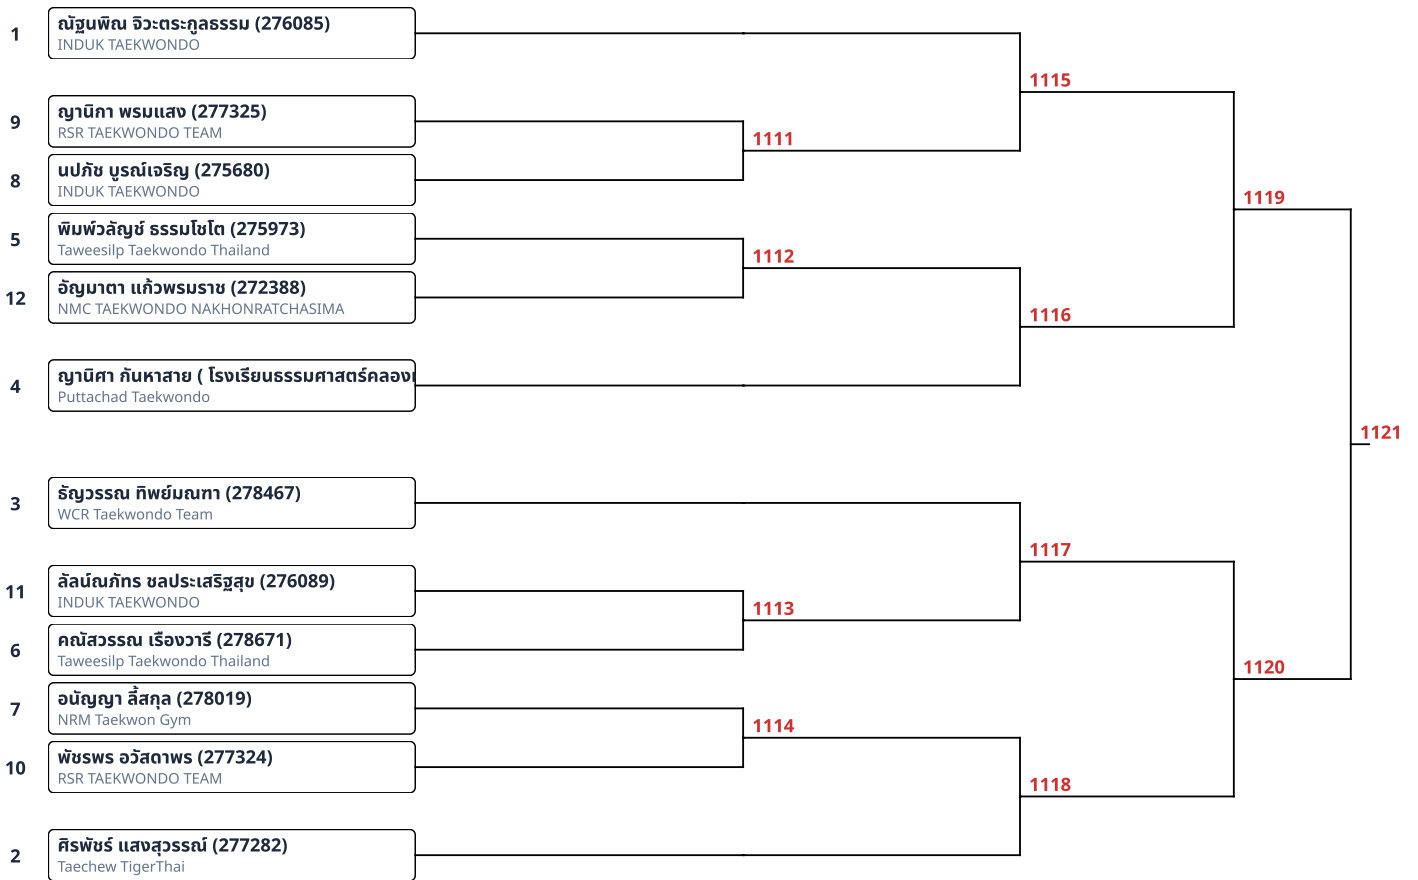 1
ณัฐนพิณ จิวะตระกูลธรรม (276085)
INDUK TAEKWONDO
1115
9
ญานิกา พรมแสง (277325)
RSR TAEKWONDO TEAM
1111
8
นปภัช บูรณ์เจริญ (275680)
INDUK TAEKWONDO
1119
5
พิมพ์วลัญช์ ธรรมโชโต (275973)
Taweesilp Taekwondo Thailand
1112
12
อัญมาตา แก้วพรมราช (272388)
NMC TAEKWONDO NAKHONRATCHASIMA
1116
4
ญานิศา กันหาสาย ( โรงเรียนธรรมศาสตร์คลอง
Puttachad Taekwondo
1121
3
ธัญวรรณ ทิพย์มณฑา (278467)
WCR Taekwondo Team
1117
11
ลัลน์ณภัทร ชลประเสริฐสุข (276089)
INDUK TAEKWONDO
1113
6
คณัสวรรณ เรืองวารี (278671)
Taweesilp Taekwondo Thailand
1120
7
อนัญญา ลี้สกุล (278019)
NRM Taekwon Gym
1114
10
พัชรพร อวัสดาพร (277324)
RSR TAEKWONDO TEAM
1118
2
ศิรพัชร์ แสงสุวรรณ์ (277282)
Taechew TigerThai